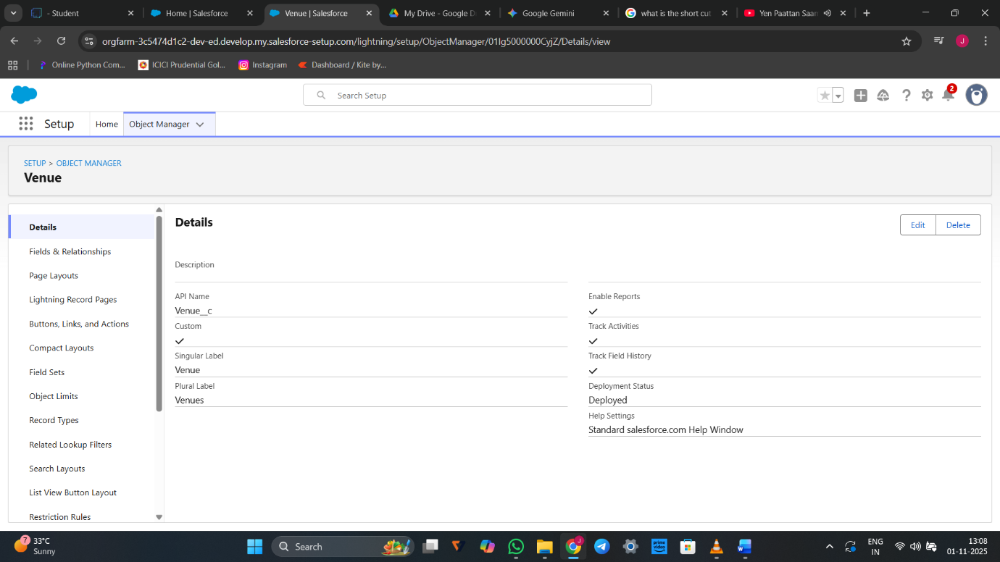 - Student
Home | Salesforce
Venue | Salesforce
My Drive - Google D
Google Gemini
what is the short cut
Yen Paattan Saan
orgfarm-3c5474d1c2-dev-ed.develop.my.salesforce-setup.com/lightning/setup/ObjectManager/01Ig5000000CyjZ/Details/view
J
Online Python Com...
ICICI Prudential Gol...
Instagram
Dashboard / Kite by...
Search Setup
2
Setup
Home
Object Manager
SETUP > OBJECT MANAGER
Venue
Details
Fields & Relationships
Page Layouts
Lightning Record Pages
Buttons, Links, and Actions
Compact Layouts
Field Sets
Object Limits
Record Types
Related Lookup Filters
Search Layouts
List View Button Layout
Restriction Rules
Details
Edit
Delete
Description
API Name
Venue__c
Custom
Singular Label
Venue
Plural Label
Venues
Enable Reports
Track Activities
Track Field History
Deployment Status
Deployed
Help Settings
Standard salesforce.com Help Window
7
33°C
Sunny
Search
J
prime video
ENG
IN
13:08
01-11-2025